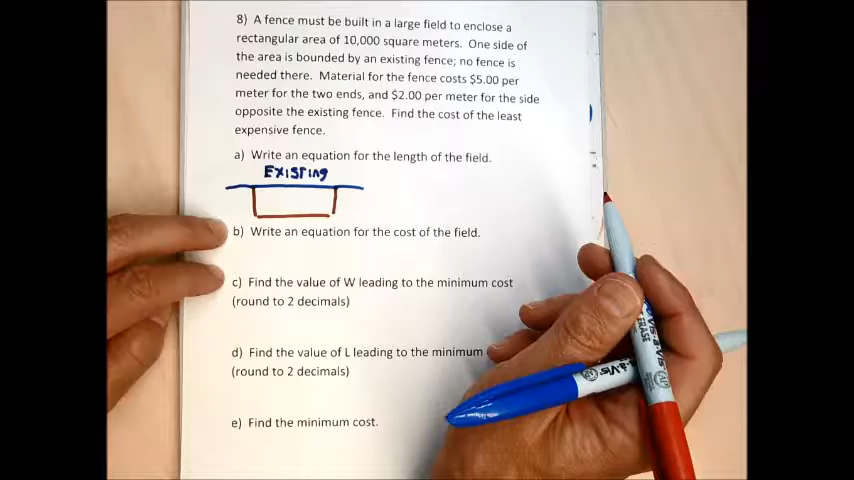 8) A fence must be built in a large field to enclose a
rectangular area of 10,000 square meters. One side of
the area is bounded by an existing fence; no fence is
needed there. Material for the fence costs $5.00 per
meter for the two ends, and $2.00 per meter for the side
opposite the existing fence. Find the cost of the least
expensive fence.
a) Write an equation for the length of the field.
EXISTING
b) Write an equation for the cost of the field.
c) Find the value of W leading to the minimum cost
(round to 2 decimals)
d) Find the value of L leading to the minimum
(round to 2 decimals)
e) Find the minimum cost.
Vis-à-Vis
ERASE
Vis-à-Vis